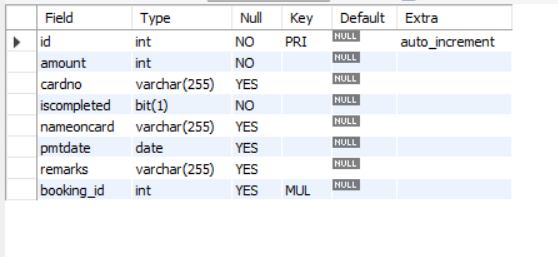 Field Type Null Key Default Extra
id int NO PRI NULL auto_increment
amount int NO NULL
cardno varchar(255) YES NULL
iscompleted bit(1) NO NULL
nameoncard varchar(255) YES NULL
pmtdate date YES NULL
remarks varchar(255) YES NULL
booking_id int YES MUL NULL